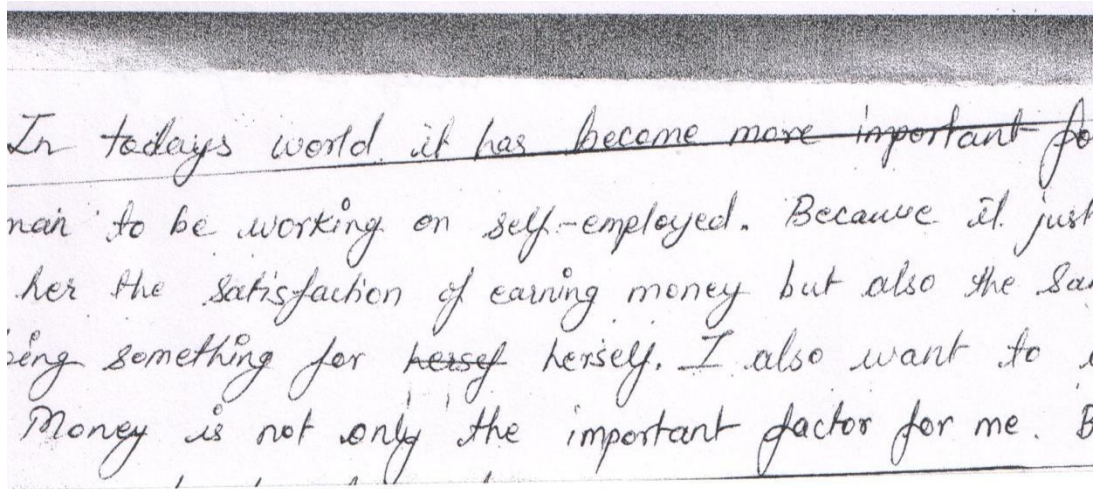 In todays world it has become more important fo
man to be working on self-employed. Because it just
her the satisfaction of earning money but also the Sa
ing something for hersef herself. I also want to
Money is not only the important factor for me. B